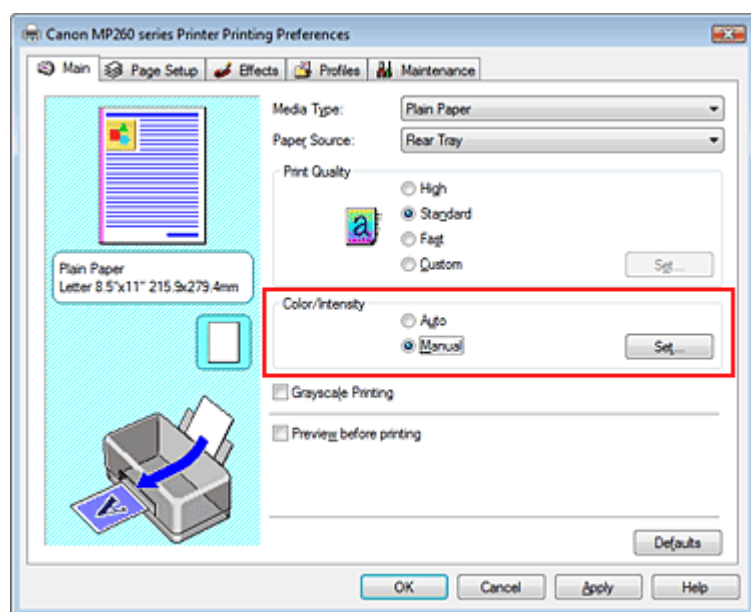 Canon MP260 series Printer Printing Preferences
Main Page Setup Effects Profiles Maintenance
Media Type: Plain Paper
Paper Source: Rear Tray
Print Quality
High
Standard
Fast
Custom Set...
Plain Paper
Letter 8.5"x11" 215.9x279.4mm
Color/Intensity
Auto
Manual Set...
Grayscale Printing
Preview before printing
Defaults
OK Cancel Apply Help